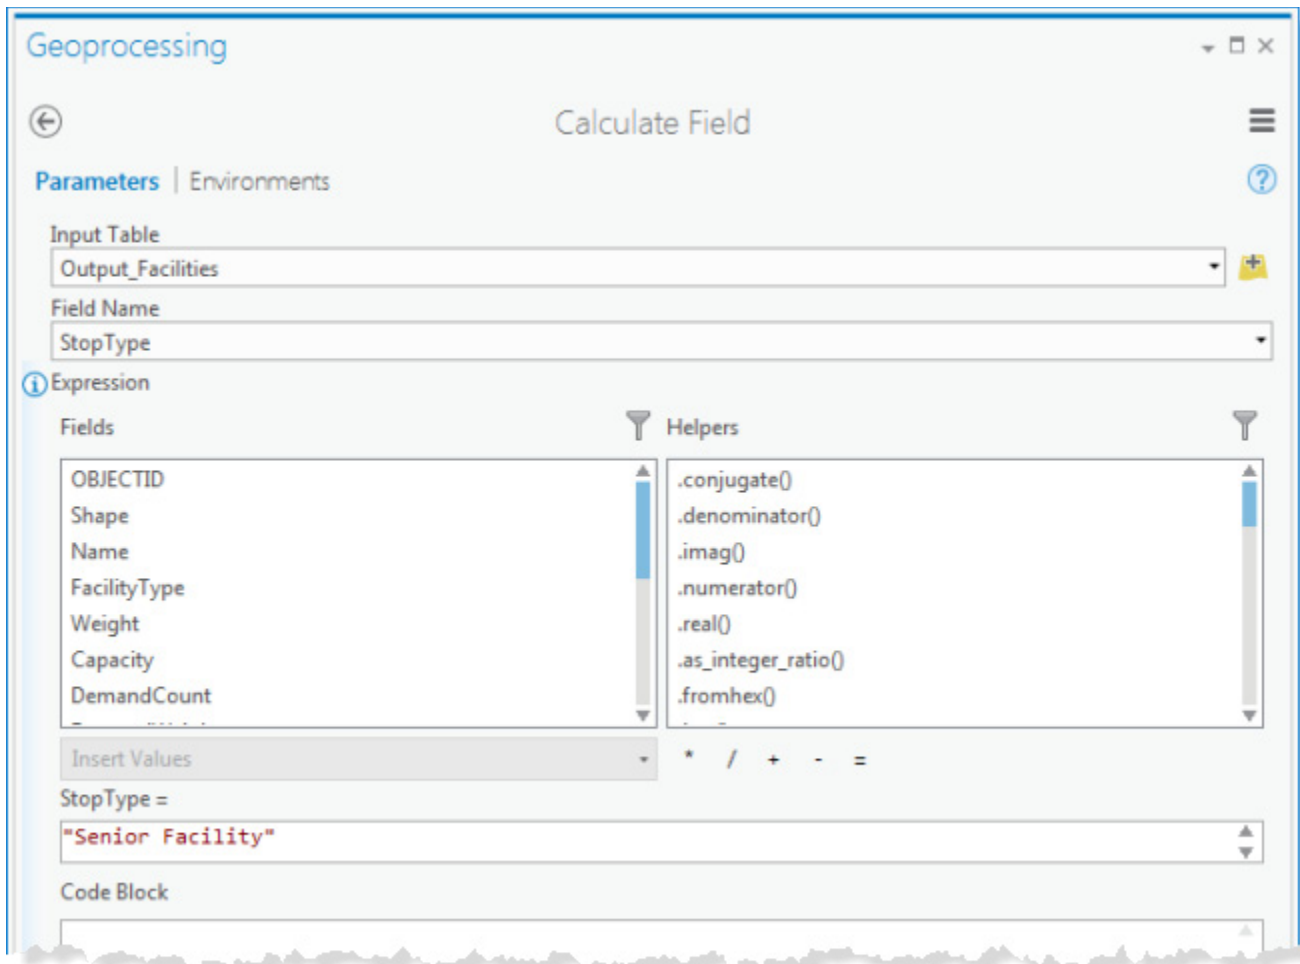 Geoprocessing
Calculate Field
Parameters | Environments
Input Table
Output_Facilities
Field Name
StopType
Expression
Fields
Helpers
OBJECTID
Shape
Name
FacilityType
Weight
Capacity
DemandCount
.conjugate()
.denominator()
.imag()
.numerator()
.real()
.as_integer_ratio()
.fromhex()
Insert Values
* / + - =
StopType =
"Senior Facility"
Code Block